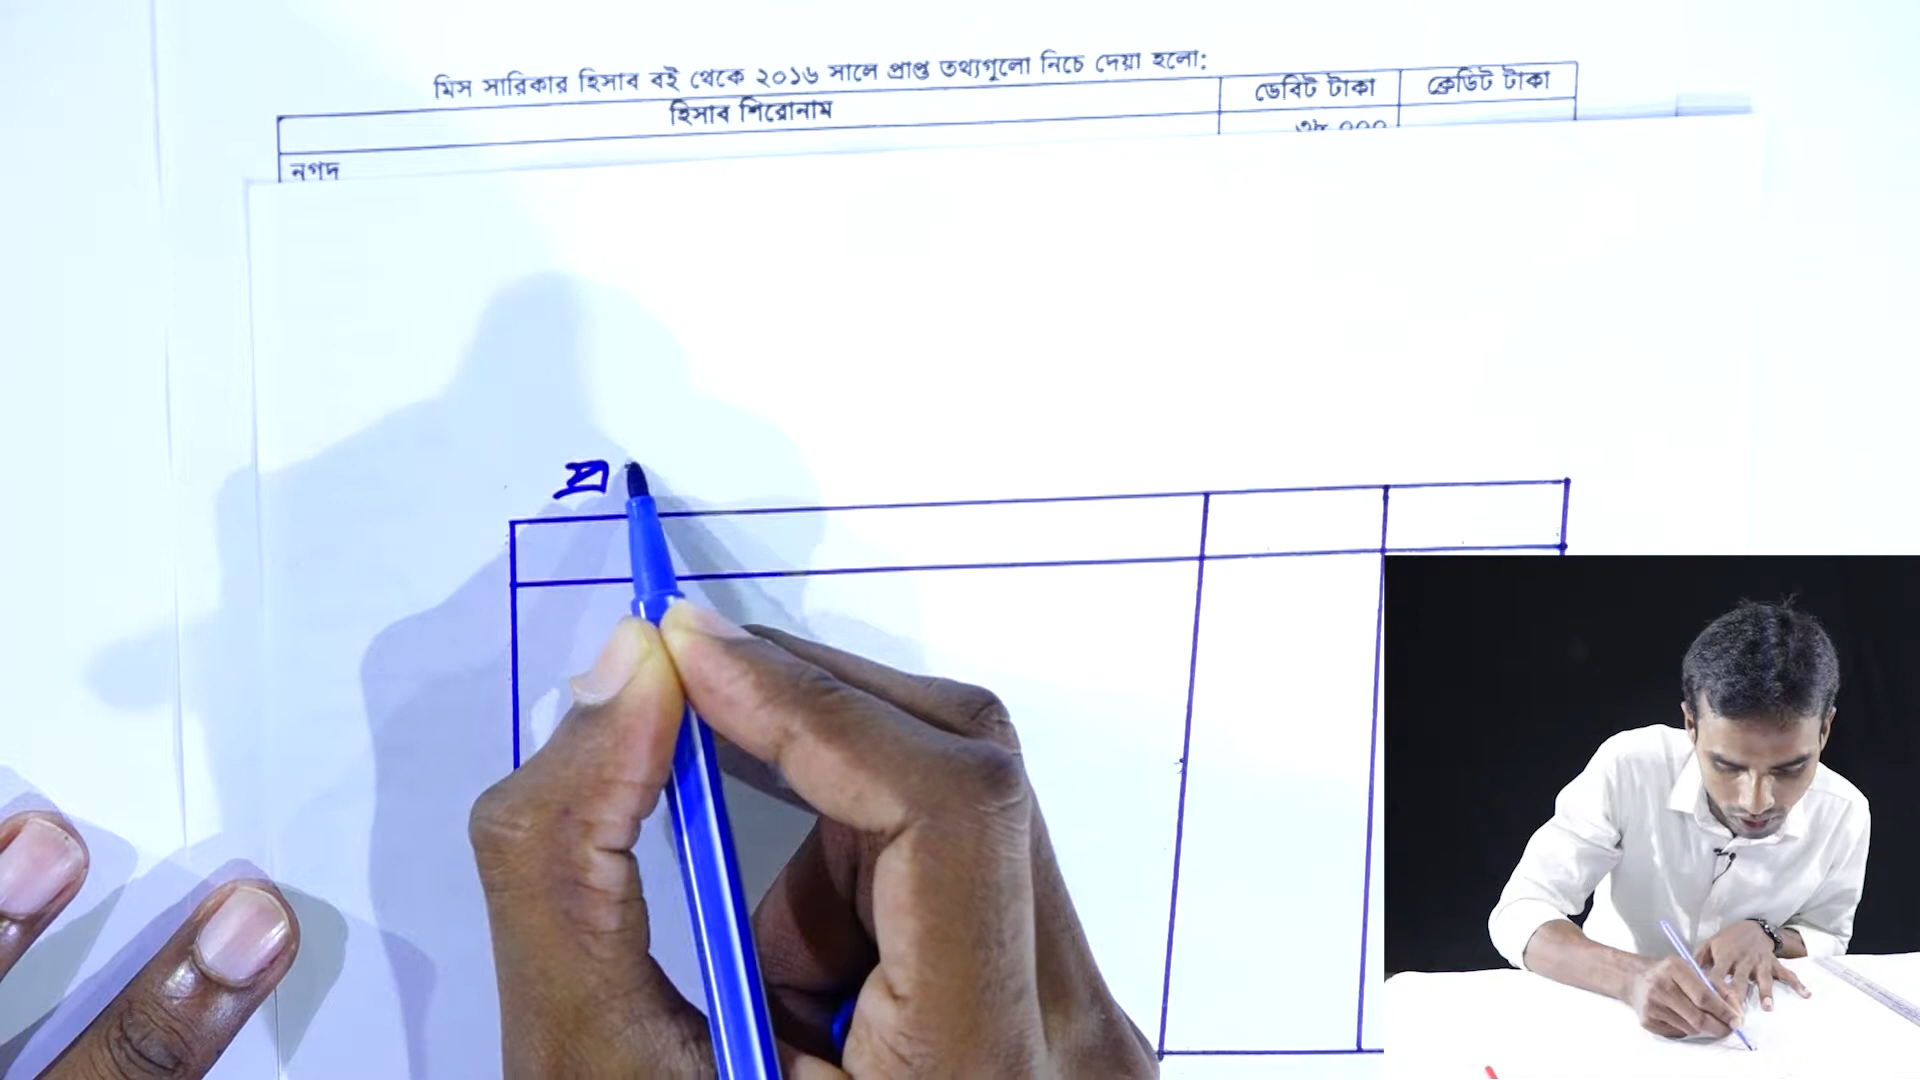 মিস সারিকার হিসাব বই থেকে ২০১৬ সালে প্রাপ্ত তথ্যগুলো নিচে দেয়া হলো:
হিসাব শিরোনাম ডেবিট টাকা ক্রেডিট টাকা
নগদ
প্র